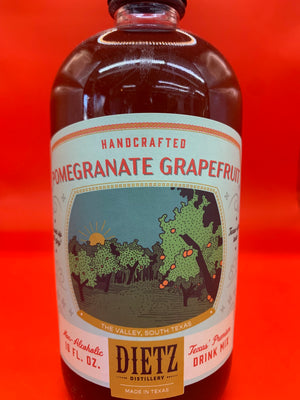 HANDCRAFTED
POMEGRANATE GRAPEFRUIT
THE VALLEY, SOUTH TEXAS
Non-Alcoholic
16 FL. OZ.
DIETZ
DISTILLERY
MADE IN TEXAS
Texas' Premium
DRINK MIX